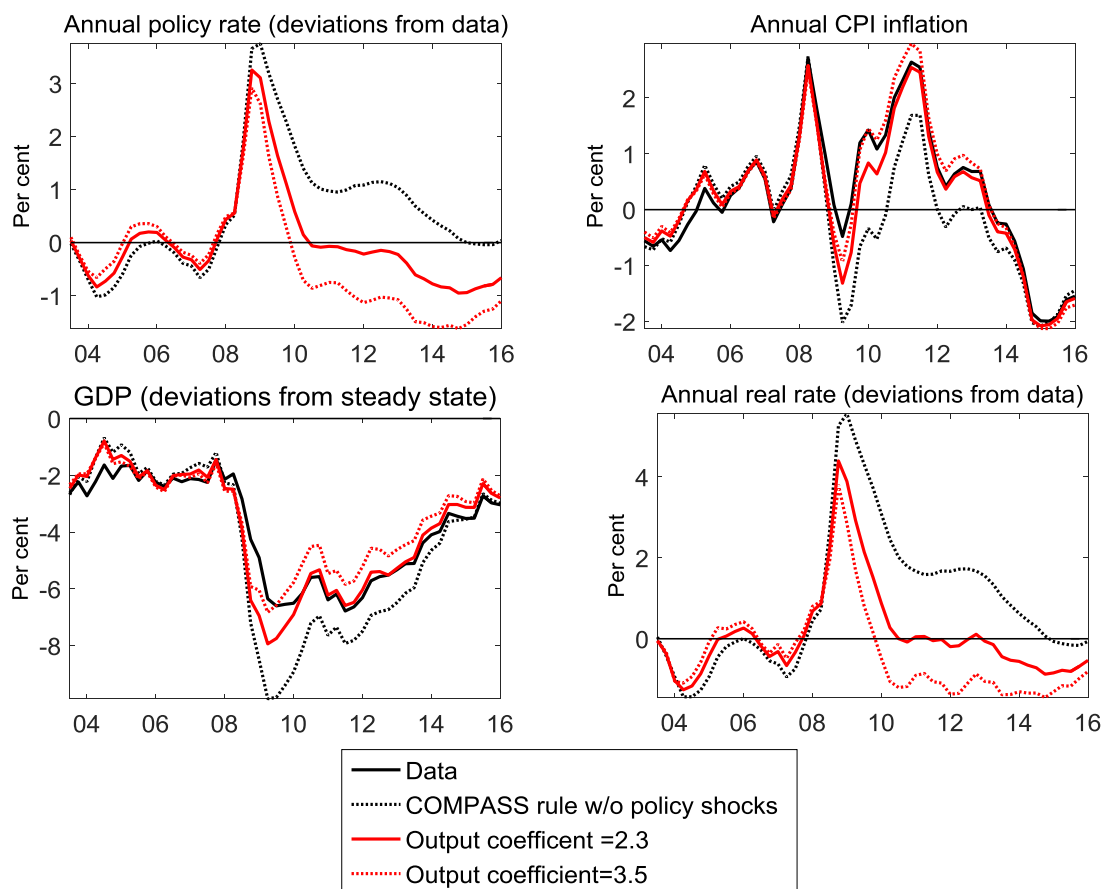 Annual policy rate (deviations from data)
Per cent
3
2
1
0
-1
04 06 08 10 12 14 16
Annual CPI inflation
Per cent
2
1
0
-1
-2
04 06 08 10 12 14 16
GDP (deviations from steady state)
Per cent
0
-2
-4
-6
-8
04 06 08 10 12 14 16
Annual real rate (deviations from data)
Per cent
4
2
0
04 06 08 10 12 14 16
Data
COMPASS rule w/o policy shocks
Output coefficent =2.3
Output coefficient=3.5